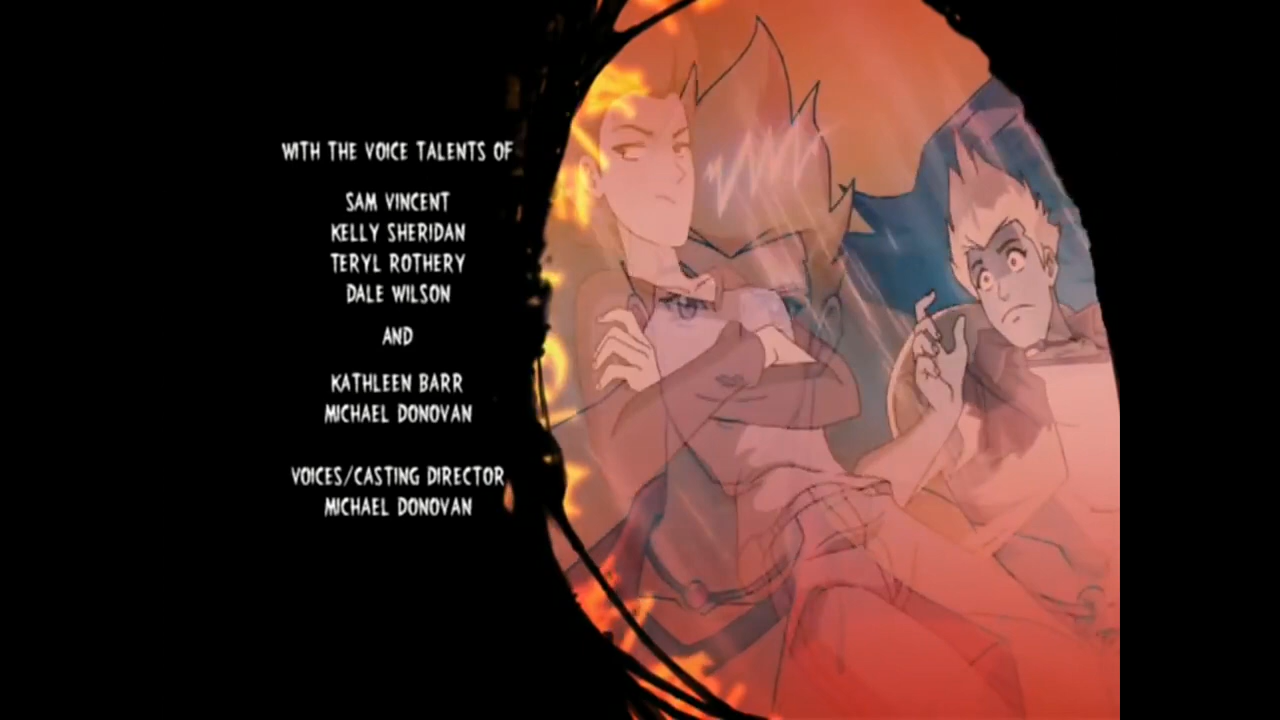 WITH THE VOICE TALENTS OF
SAM VINCENT
KELLY SHERIDAN
TERYL ROTHERY
DALE WILSON
AND
KATHLEEN BARR
MICHAEL DONOVAN
VOICES/CASTING DIRECTOR
MICHAEL DONOVAN